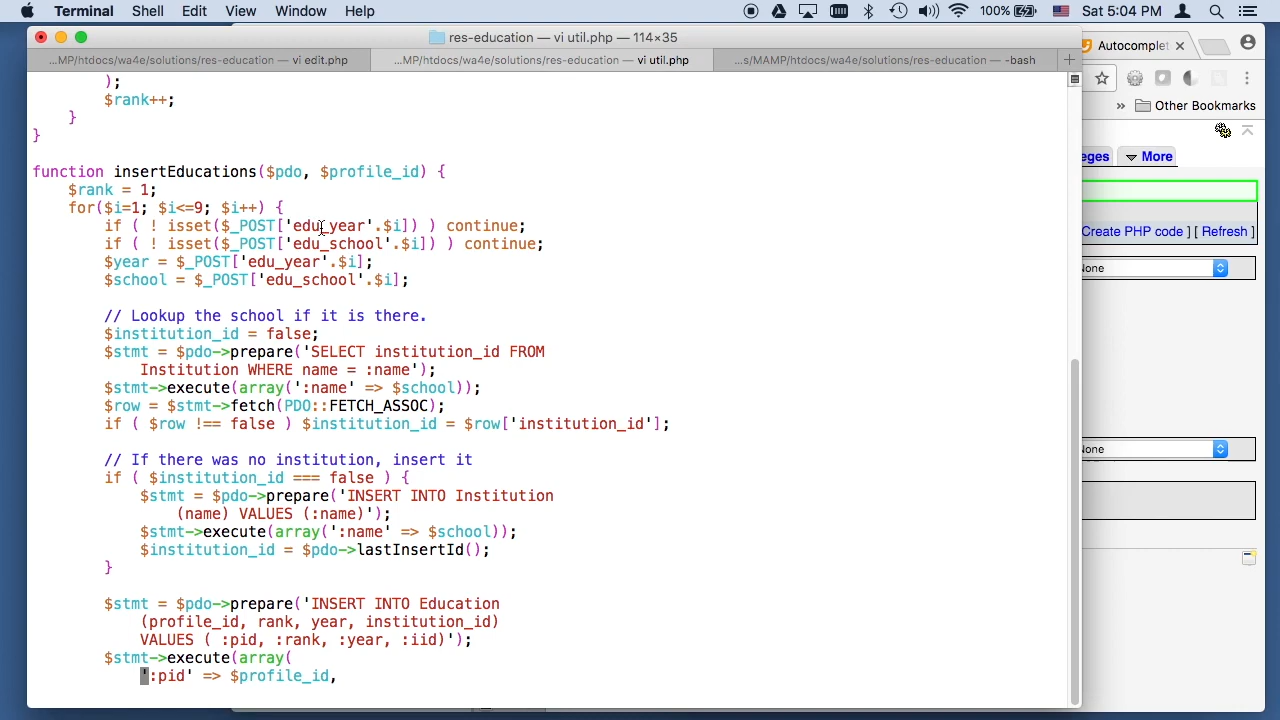 Terminal Shell Edit View Window Help 100% Sat 5:04 PM
res-education — vi util.php — 114×35
...MP/htdocs/wa4e/solutions/res-education — vi edit.php ...MP/htdocs/wa4e/solutions/res-education — vi util.php ...s/MAMP/htdocs/wa4e/solutions/res-education — -bash +
Autocomplet
» Other Bookmarks
eges More
Create PHP code ] [ Refresh ]
None
None
);
$rank++;
}
}
function insertEducations($pdo, $profile_id) {
$rank = 1;
for($i=1; $i<=9; $i++) {
if ( ! isset($_POST['edu_year'.$i]) ) continue;
if ( ! isset($_POST['edu_school'.$i]) ) continue;
$year = $_POST['edu_year'.$i];
$school = $_POST['edu_school'.$i];
// Lookup the school if it is there.
$institution_id = false;
$stmt = $pdo->prepare('SELECT institution_id FROM
Institution WHERE name = :name');
$stmt->execute(array(':name' => $school));
$row = $stmt->fetch(PDO::FETCH_ASSOC);
if ( $row !== false ) $institution_id = $row['institution_id'];
// If there was no institution, insert it
if ( $institution_id === false ) {
$stmt = $pdo->prepare('INSERT INTO Institution
(name) VALUES (:name)');
$stmt->execute(array(':name' => $school));
$institution_id = $pdo->lastInsertId();
}
$stmt = $pdo->prepare('INSERT INTO Education
(profile_id, rank, year, institution_id)
VALUES ( :pid, :rank, :year, :iid)');
$stmt->execute(array(
':pid' => $profile_id,